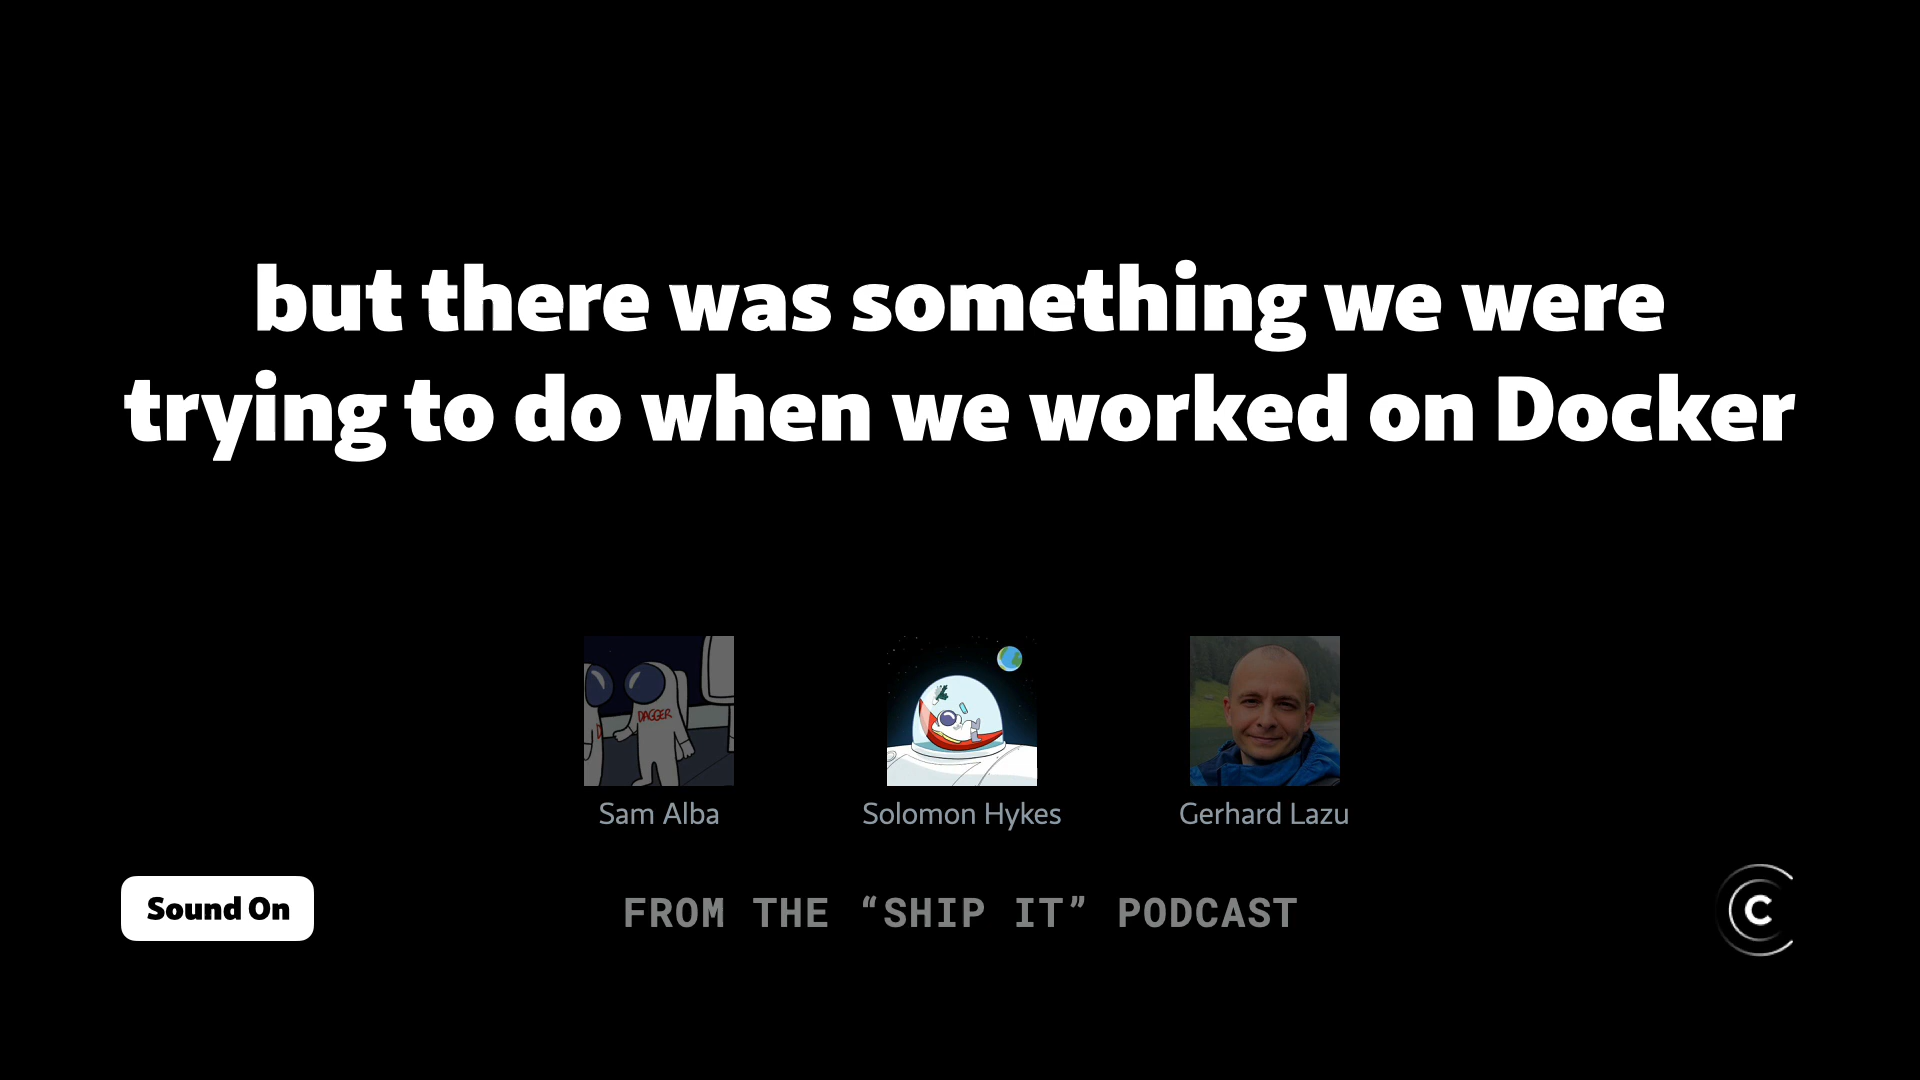 but there was something we were
trying to do when we worked on Docker
DAGGER
D
Sam Alba
Solomon Hykes
Gerhard Lazu
Sound On
FROM THE “SHIP IT” PODCAST
C